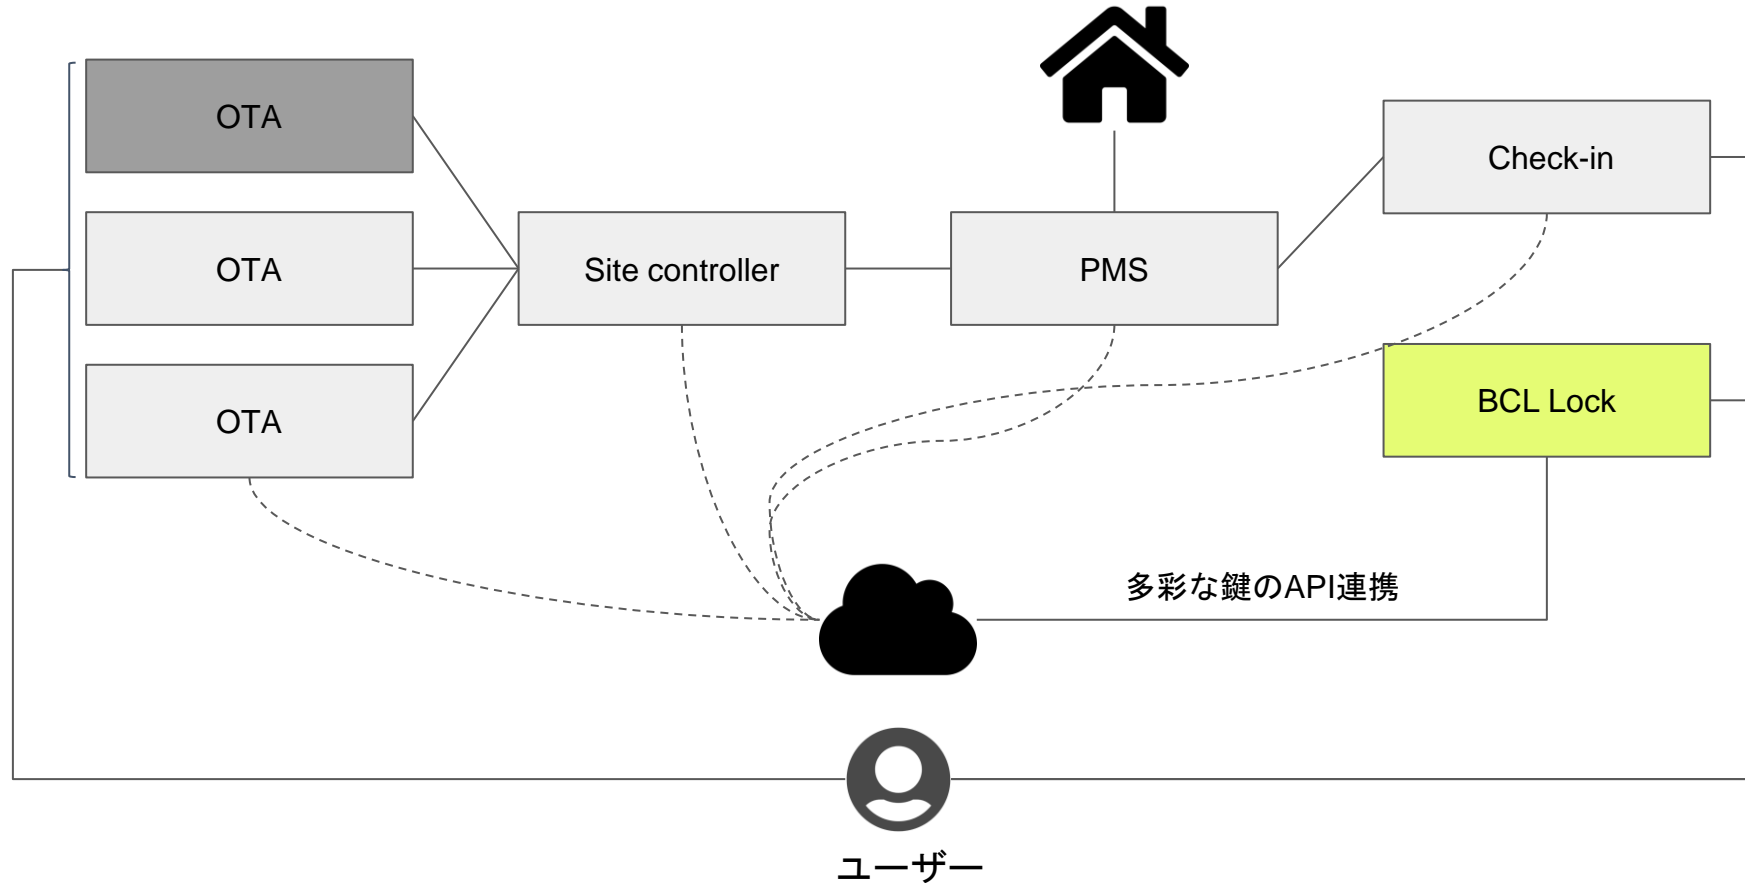 OTA
OTA
OTA
Site controller
PMS
Check-in
BCL Lock
多彩な鍵のAPI連携
ユーザー